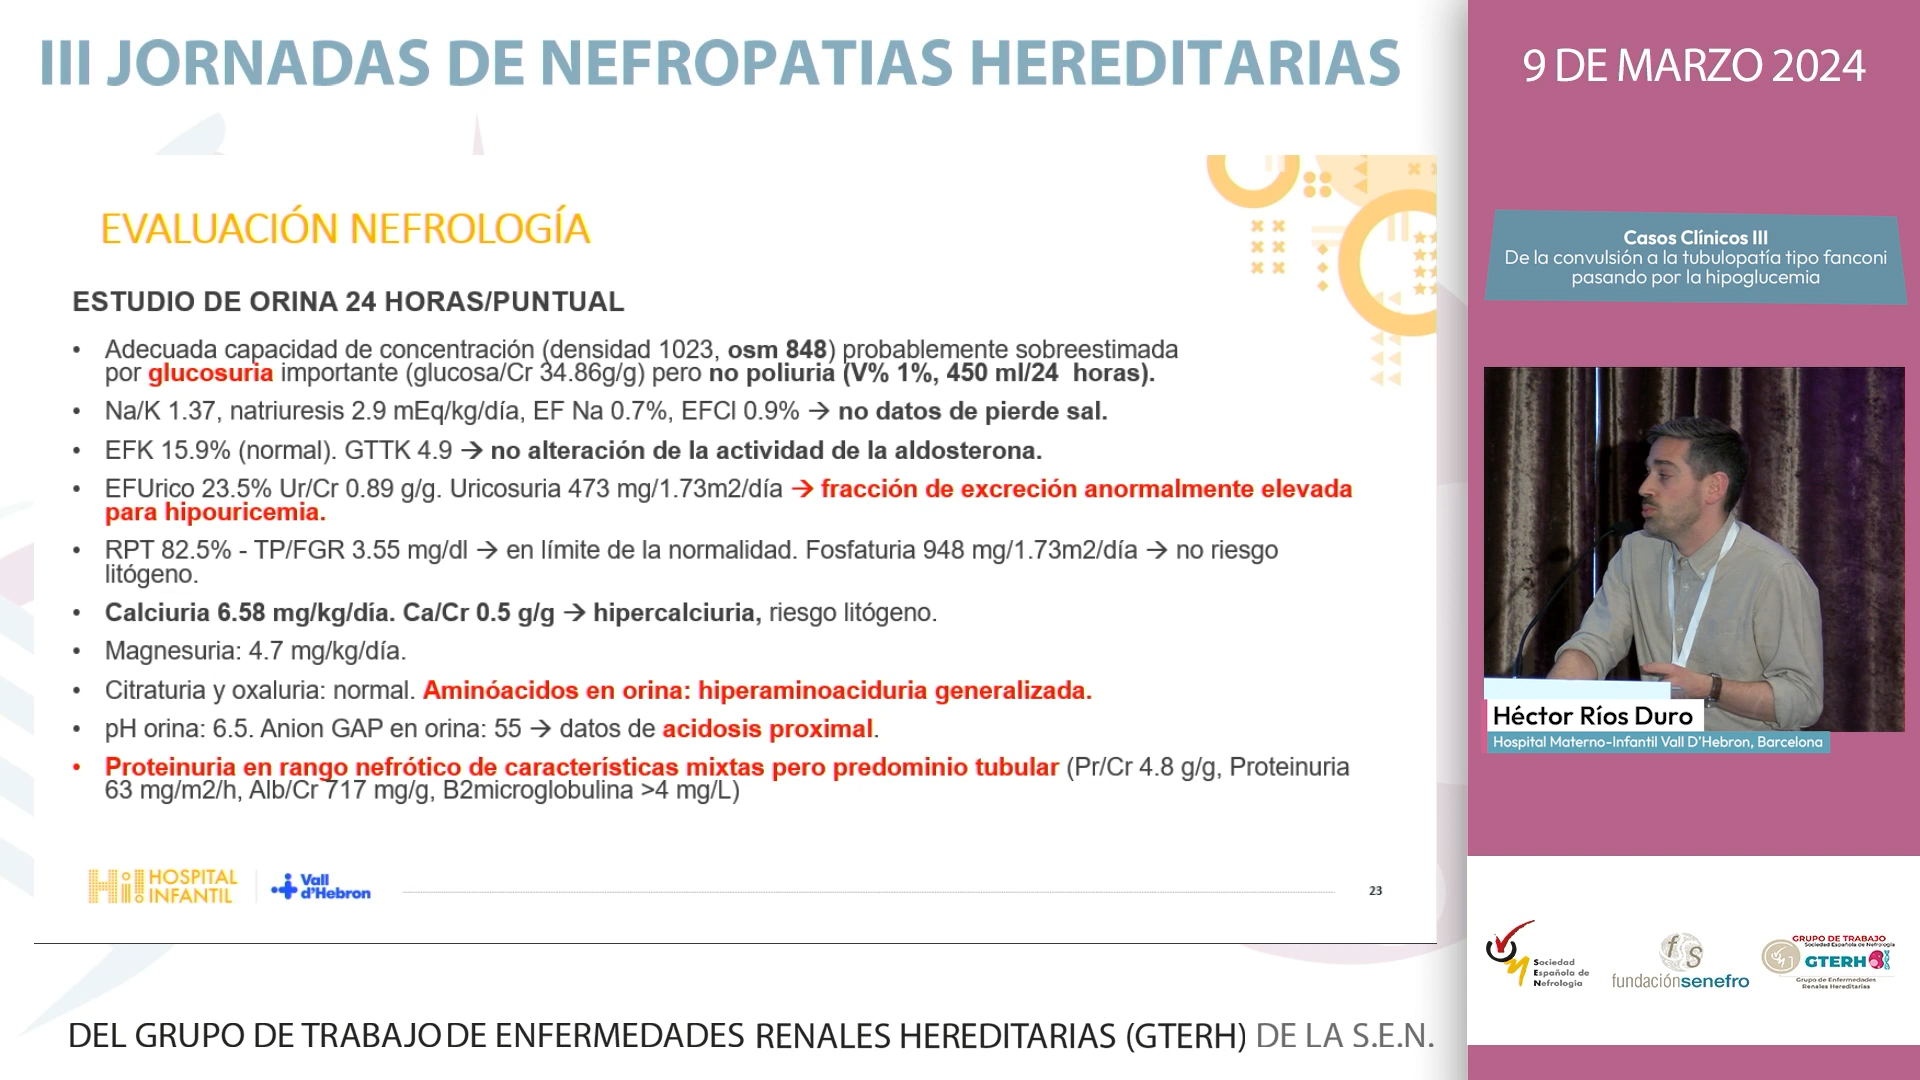 III JORNADAS DE NEFROPATIAS HEREDITARIAS
9 DE MARZO 2024
EVALUACIÓN NEFROLOGÍA
ESTUDIO DE ORINA 24 HORAS/PUNTUAL
• Adecuada capacidad de concentración (densidad 1023, osm 848) probablemente sobreestimada
por glucosuria importante (glucosa/Cr 34.86g/g) pero no poliuria (V% 1%, 450 ml/24 horas).
• Na/K 1.37, natriuresis 2.9 mEq/kg/día, EF Na 0.7%, EFCl 0.9% → no datos de pierde sal.
• EFK 15.9% (normal). GTTK 4.9 → no alteración de la actividad de la aldosterona.
• EFUrico 23.5% Ur/Cr 0.89 g/g. Uricosuria 473 mg/1.73m2/día → fracción de excreción anormalmente elevada
para hipouricemia.
• RPT 82.5% - TP/FGR 3.55 mg/dl → en límite de la normalidad. Fosfaturia 948 mg/1.73m2/día → no riesgo
litógeno.
• Calciuria 6.58 mg/kg/día. Ca/Cr 0.5 g/g → hipercalciuria, riesgo litógeno.
• Magnesuria: 4.7 mg/kg/día.
• Citraturia y oxaluria: normal. Aminóacidos en orina: hiperaminoaciduria generalizada.
• pH orina: 6.5. Anion GAP en orina: 55 → datos de acidosis proximal.
• Proteinuria en rango nefrótico de características mixtas pero predominio tubular (Pr/Cr 4.8 g/g, Proteinuria
63 mg/m2/h, Alb/Cr 717 mg/g, B2microglobulina >4 mg/L)
Hi! HOSPITAL
INFANTIL
Vall
d'Hebron
23
Casos Clínicos III
De la convulsión a la tubulopatía tipo fanconi
pasando por la hipoglucemia
Héctor Ríos Duro
Hospital Materno-Infantil Vall D'Hebron, Barcelona
Sociedad
Española de
Nefrología
fs
fundaciónsenefro
GRUPO DE TRABAJO
Sociedad Española de Nefrología
GTERH
Grupo de Enfermedades
Renales Hereditarias
DEL GRUPO DE TRABAJO DE ENFERMEDADES RENALES HEREDITARIAS (GTERH) DE LA S.E.N.